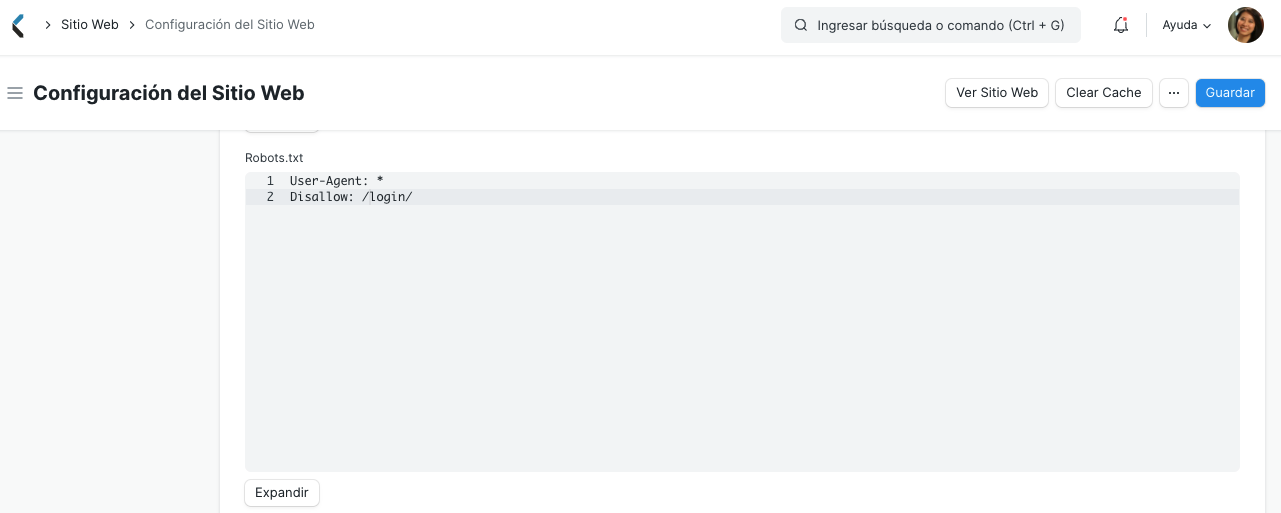 Sitio Web Configuración del Sitio Web Ingresar búsqueda o comando (Ctrl + G) Ayuda
Configuración del Sitio Web Ver Sitio Web Clear Cache ... Guardar
Robots.txt
1 User-Agent: *
2 Disallow: /login/
Expandir